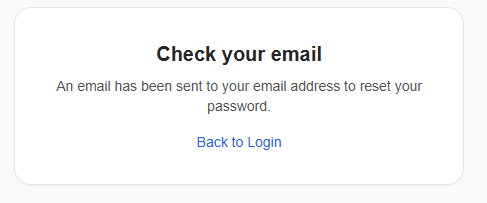 Check your email
An email has been sent to your email address to reset your
password.
Back to Login